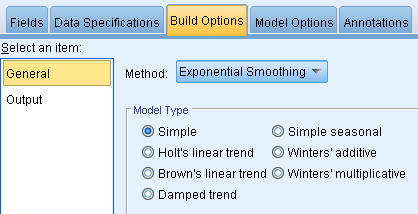 Fields Data Specifications Build Options Model Options Annotations
Select an item:
General
Output
Method: Exponential Smoothing
Model Type
Simple Simple seasonal
Holt's linear trend Winters' additive
Brown's linear trend Winters' multiplicative
Damped trend